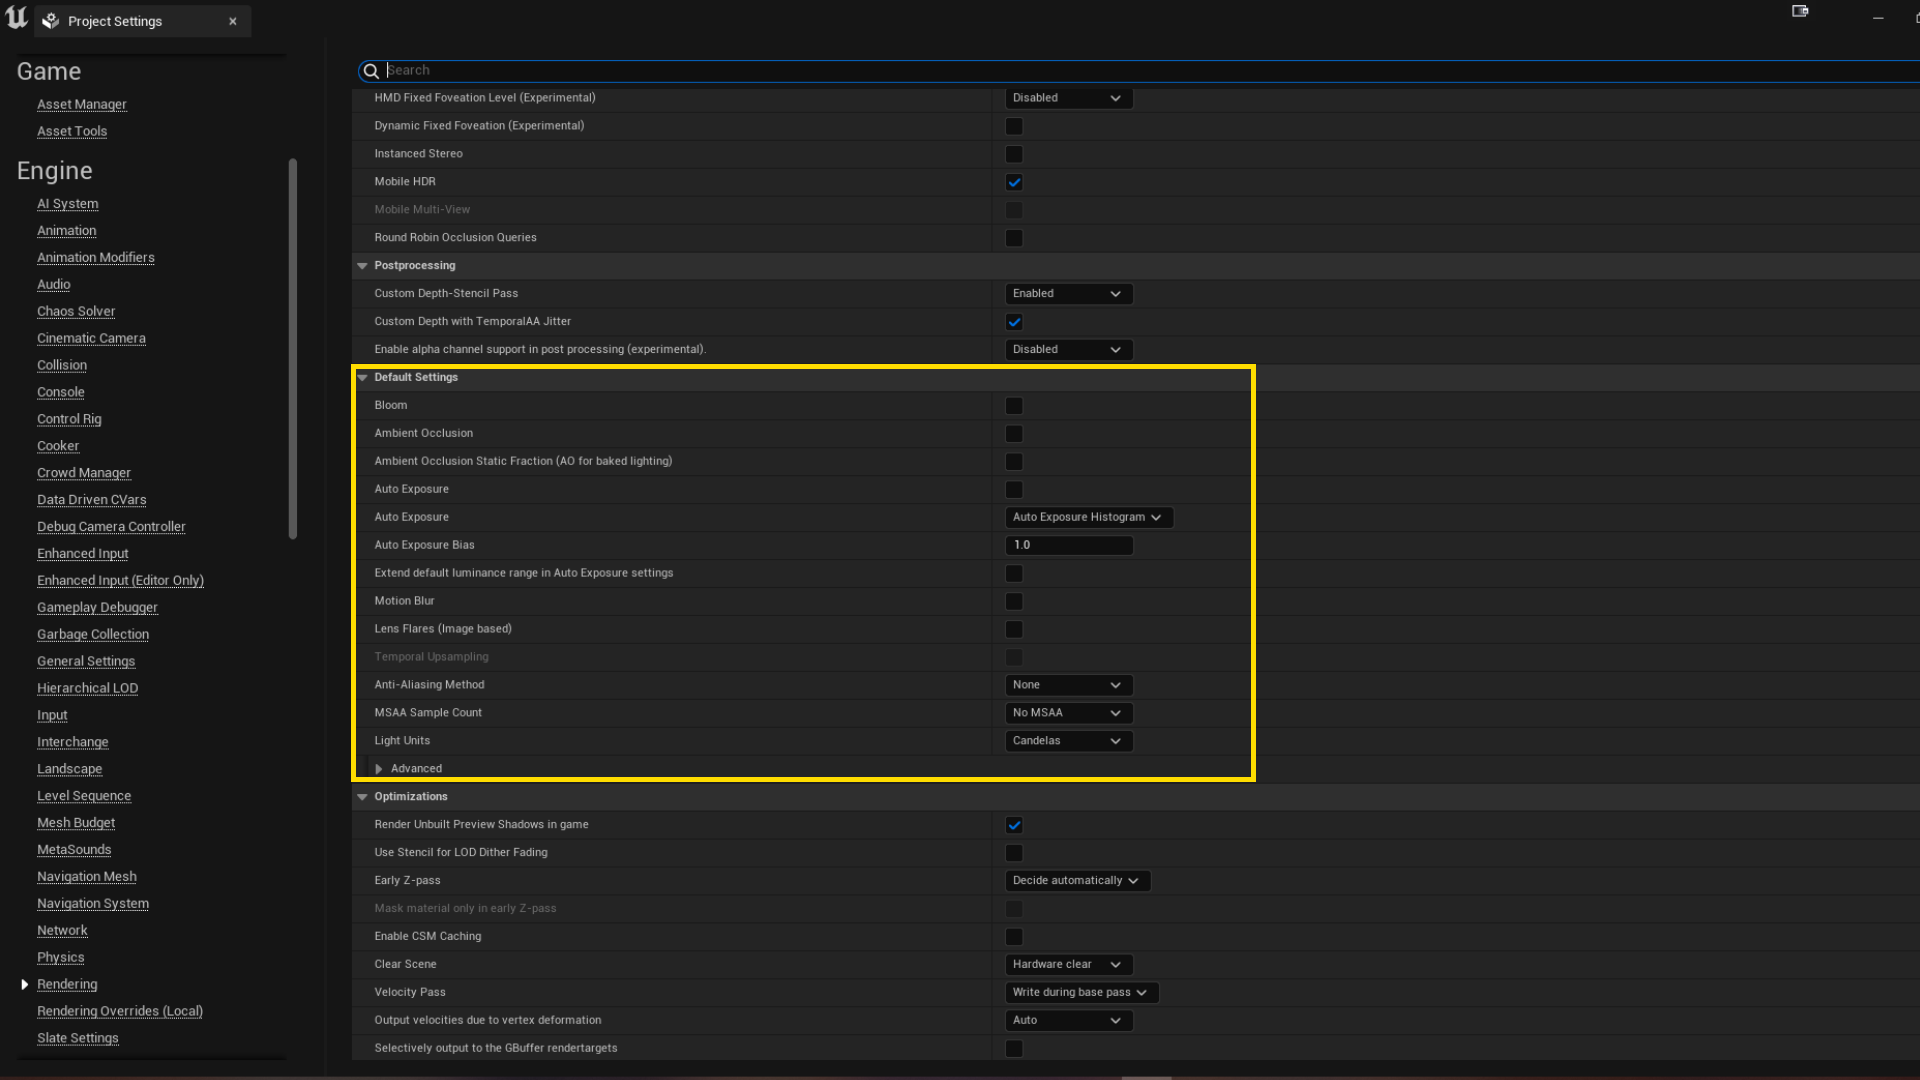 Project Settings
Game
Asset Manager
Asset Tools
Engine
AI System
Animation
Animation Modifiers
Audio
Chaos Solver
Cinematic Camera
Collision
Console
Control Rig
Cooker
Crowd Manager
Data Driven CVars
Debug Camera Controller
Enhanced Input
Enhanced Input (Editor Only)
Gameplay Debugger
Garbage Collection
General Settings
Hierarchical LOD
Input
Interchange
Landscape
Level Sequence
Mesh Budget
MetaSounds
Navigation Mesh
Navigation System
Network
Physics
Rendering
Rendering Overrides (Local)
Slate Settings
Search
HMD Fixed Foveation Level (Experimental) Disabled
Dynamic Fixed Foveation (Experimental)
Instanced Stereo
Mobile HDR
Mobile Multi-View
Round Robin Occlusion Queries
Postprocessing
Custom Depth-Stencil Pass Enabled
Custom Depth with TemporalAA Jitter
Enable alpha channel support in post processing (experimental). Disabled
Default Settings
Bloom
Ambient Occlusion
Ambient Occlusion Static Fraction (AO for baked lighting)
Auto Exposure
Auto Exposure Auto Exposure Histogram
Auto Exposure Bias 1.0
Extend default luminance range in Auto Exposure settings
Motion Blur
Lens Flares (Image based)
Temporal Upsampling
Anti-Aliasing Method None
MSAA Sample Count No MSAA
Light Units Candelas
Advanced
Optimizations
Render Unbuilt Preview Shadows in game
Use Stencil for LOD Dither Fading
Early Z-pass Decide automatically
Mask material only in early Z-pass
Enable CSM Caching
Clear Scene Hardware clear
Velocity Pass Write during base pass
Output velocities due to vertex deformation Auto
Selectively output to the GBuffer rendertargets